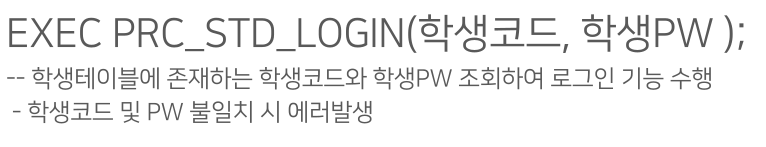 EXEC PRC_STD_LOGIN(학생코드, 학생PW );
-- 학생테이블에 존재하는 학생코드와 학생PW 조회하여 로그인 기능 수행
- 학생코드 및 PW 불일치 시 에러발생